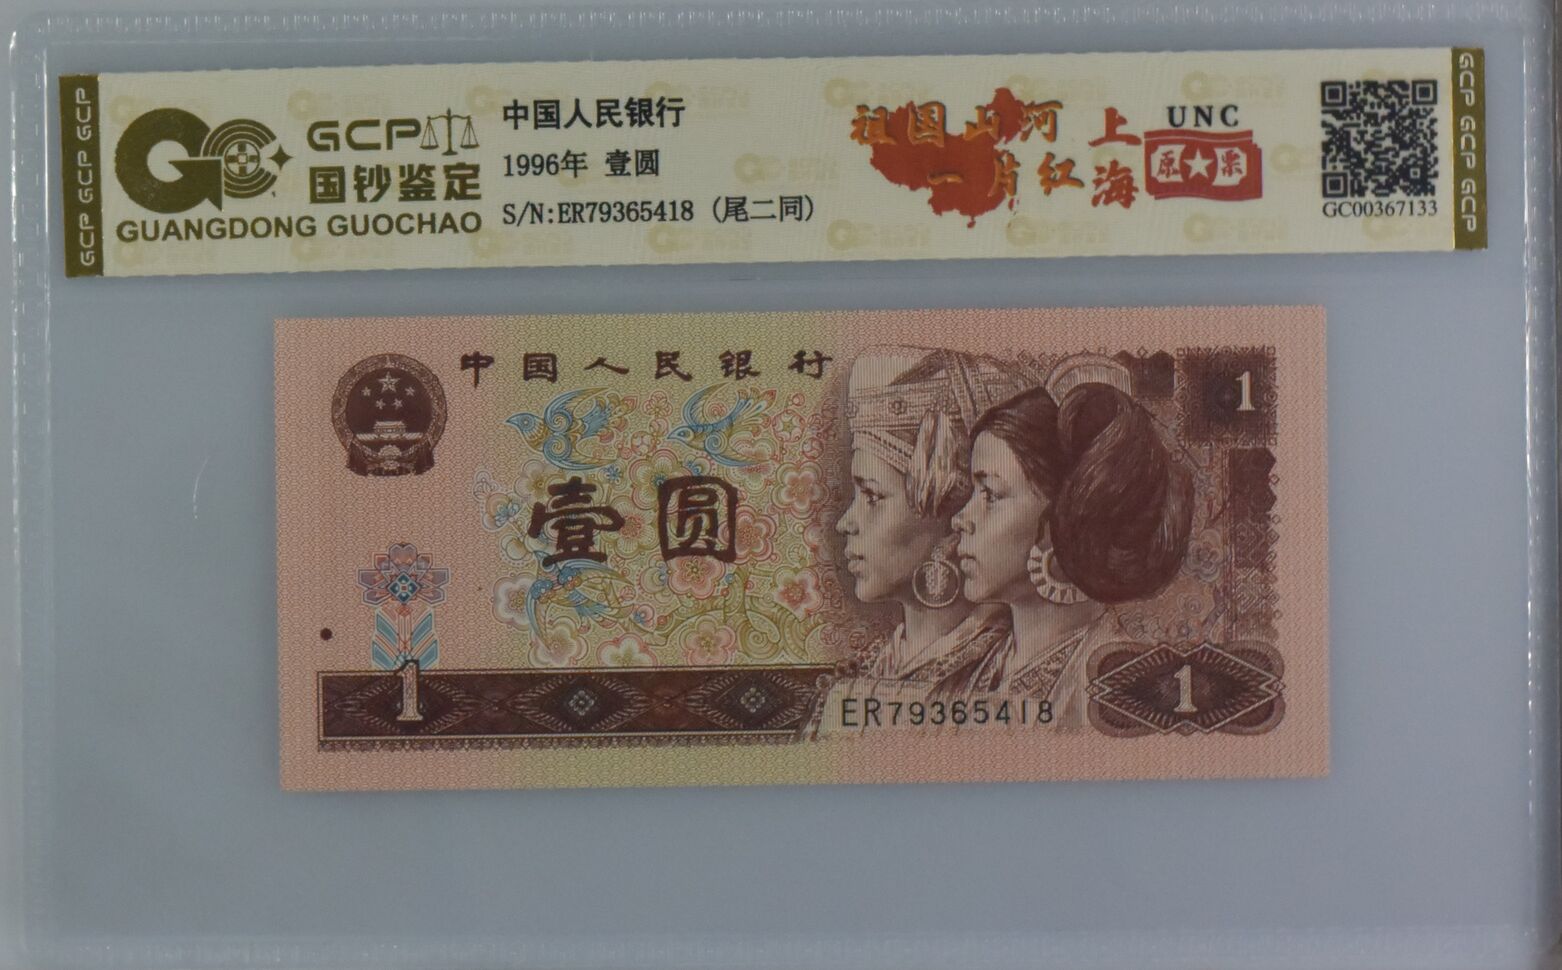 GCP GCP GCP
GCP
国钞鉴定
GUANGDONG GUOCHAO
中国人民银行
1996年 壹圆
S/N:ER79365418 (尾二同)
祖国山河
一片红
上海
UNC
原★票
GC00367133
GCP GCP GCP
中国人民银行
1
壹圆
1
ER79365418
1